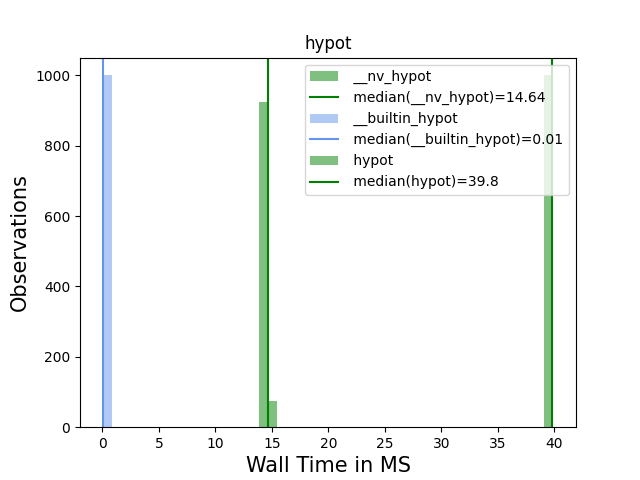 hypot
1000
800
600
400
200
0
Observations
__nv_hypot
median(__nv_hypot)=14.64
__builtin_hypot
median(__builtin_hypot)=0.01
hypot
median(hypot)=39.8
0 5 10 15 20 25 30 35 40
Wall Time in MS